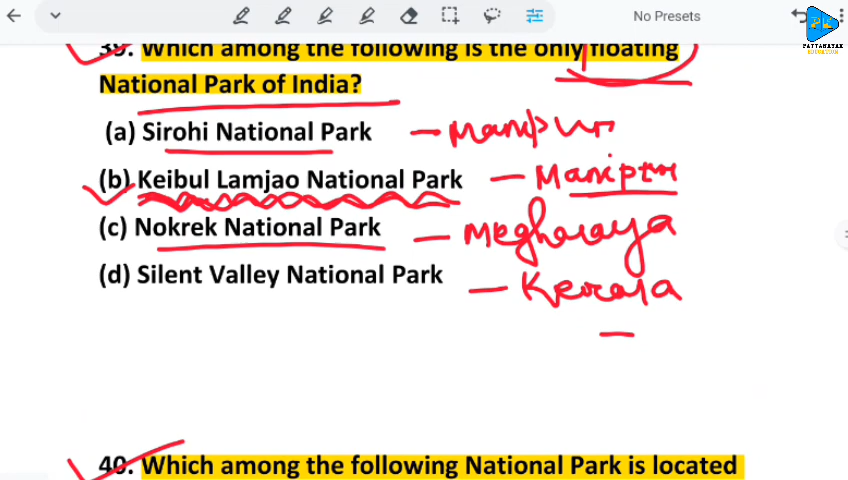 No Presets
PATTANAYAK
EDUCATION
39. Which among the following is the only floating
National Park of India?
(a) Sirohi National Park - Manipur
(b) Keibul Lamjao National Park - Manipur
(c) Nokrek National Park - Meghalaya
(d) Silent Valley National Park - Kerala
40. Which among the following National Park is located